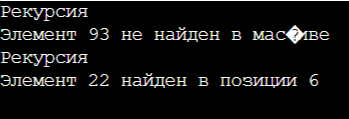 Рекурсия
Элемент 93 не найден в мас�иве
Рекурсия
Элемент 22 найден в позиции 6